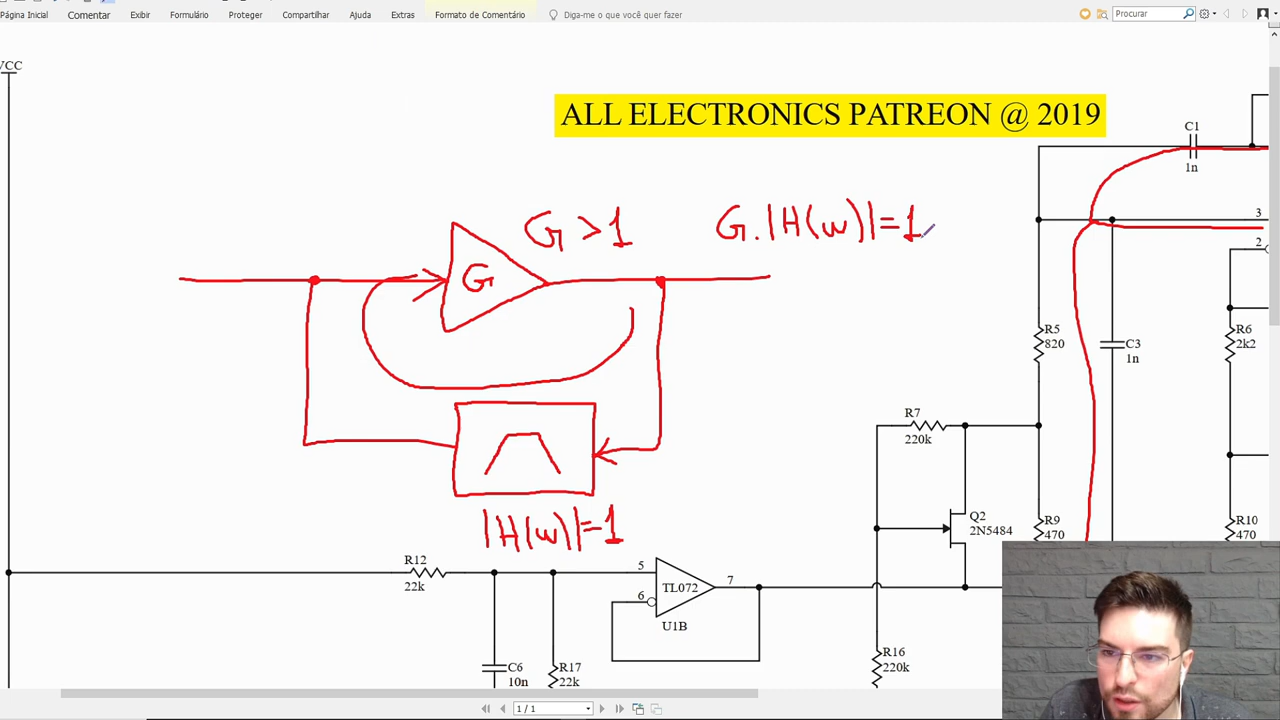 Página Inicial Comentar Exibir Formulário Proteger Compartilhar Ajuda Extras Formato de Comentário Diga-me o que você quer fazer Procurar
VCC
ALL ELECTRONICS PATREON @ 2019
C1
1n
G > 1
G.|H(w)|=1
3
2
G
R5
820
C3
1n
R6
2k2
R7
220k
|H(w)|=1
Q2
2N5484
R9
470
R10
470
R12
22k
5
6
TL072
7
U1B
C6
10n
R17
22k
R16
220k
1 / 1